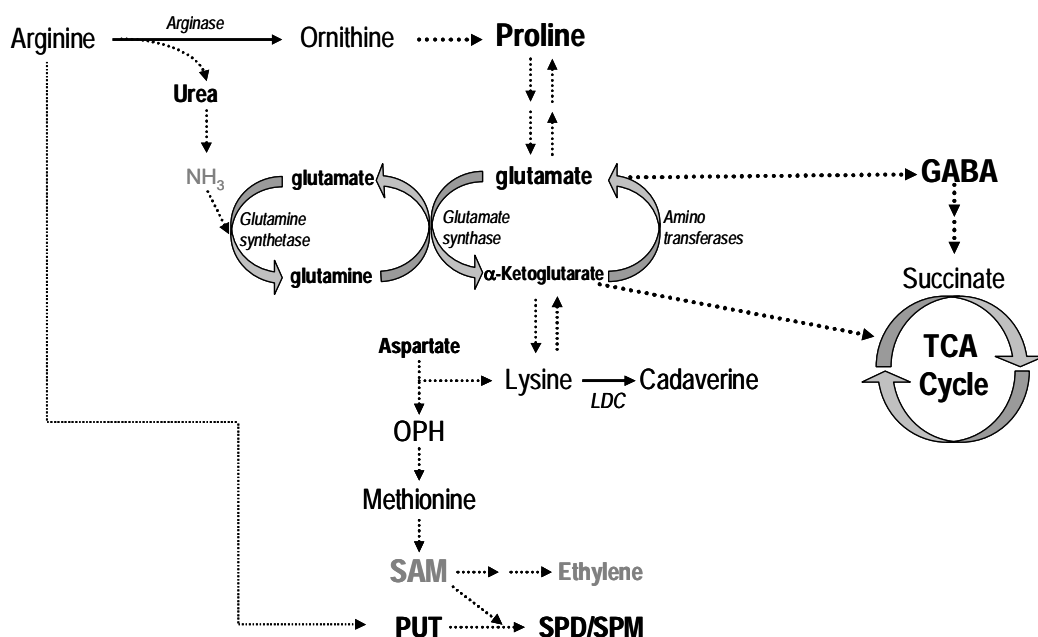 Arginase
Arginine
Ornithine
Proline
Urea
NH3
glutamate
glutamate
GABA
Glutamine
synthetase
Glutamate
synthase
Amino
transferases
glutamine
α-Ketoglutarate
Succinate
TCA
Cycle
Aspartate
Lysine
LDC
Cadaverine
OPH
Methionine
SAM
Ethylene
PUT
SPD/SPM